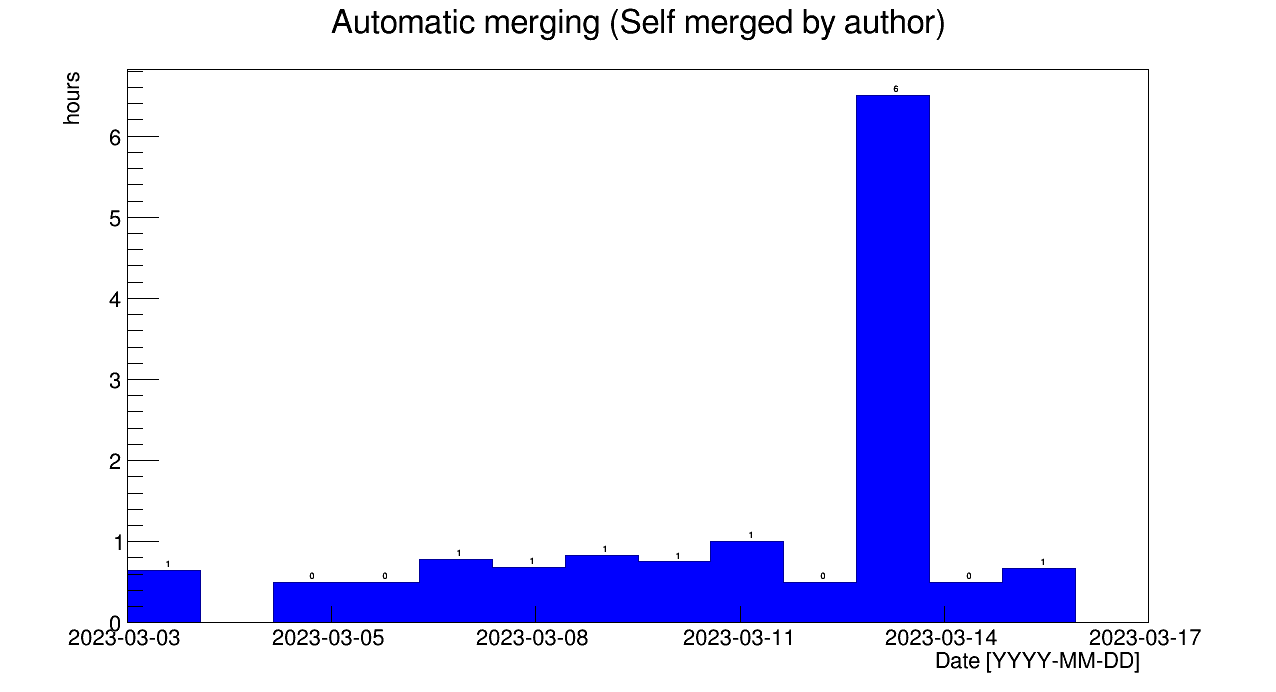 Automatic merging (Self merged by author)
hours
6
5
4
3
2
1
0
1 0 0 1 1 1 1 1 0 6 0 1
2023-03-03 2023-03-05 2023-03-08 2023-03-11 2023-03-14 2023-03-17
Date [YYYY-MM-DD]